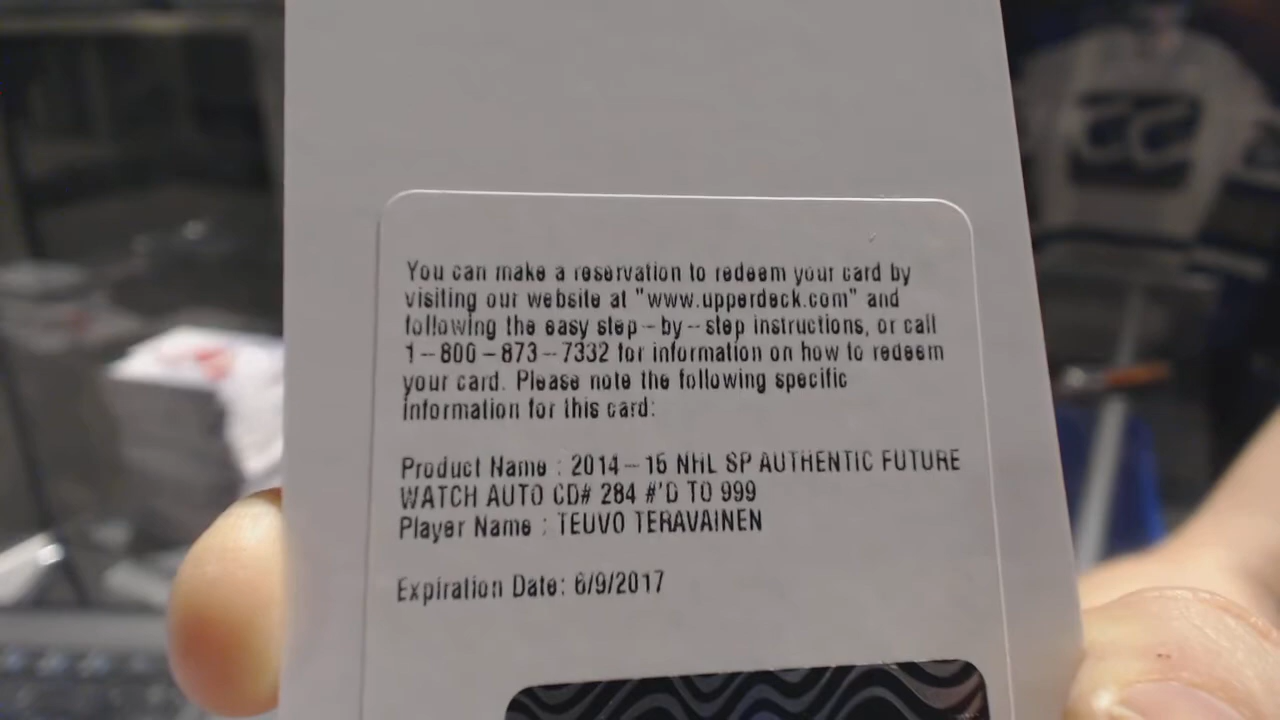 You can make a reservation to redeem your card by
visiting our website at "www.upperdeck.com" and
following the easy step-by-step instructions, or call
1-800-873-7332 for information on how to redeem
your card. Please note the following specific
information for this card:
Product Name : 2014-15 NHL SP AUTHENTIC FUTURE
WATCH AUTO CD# 284 #'D TO 999
Player Name : TEUVO TERAVAINEN
Expiration Date: 6/9/2017